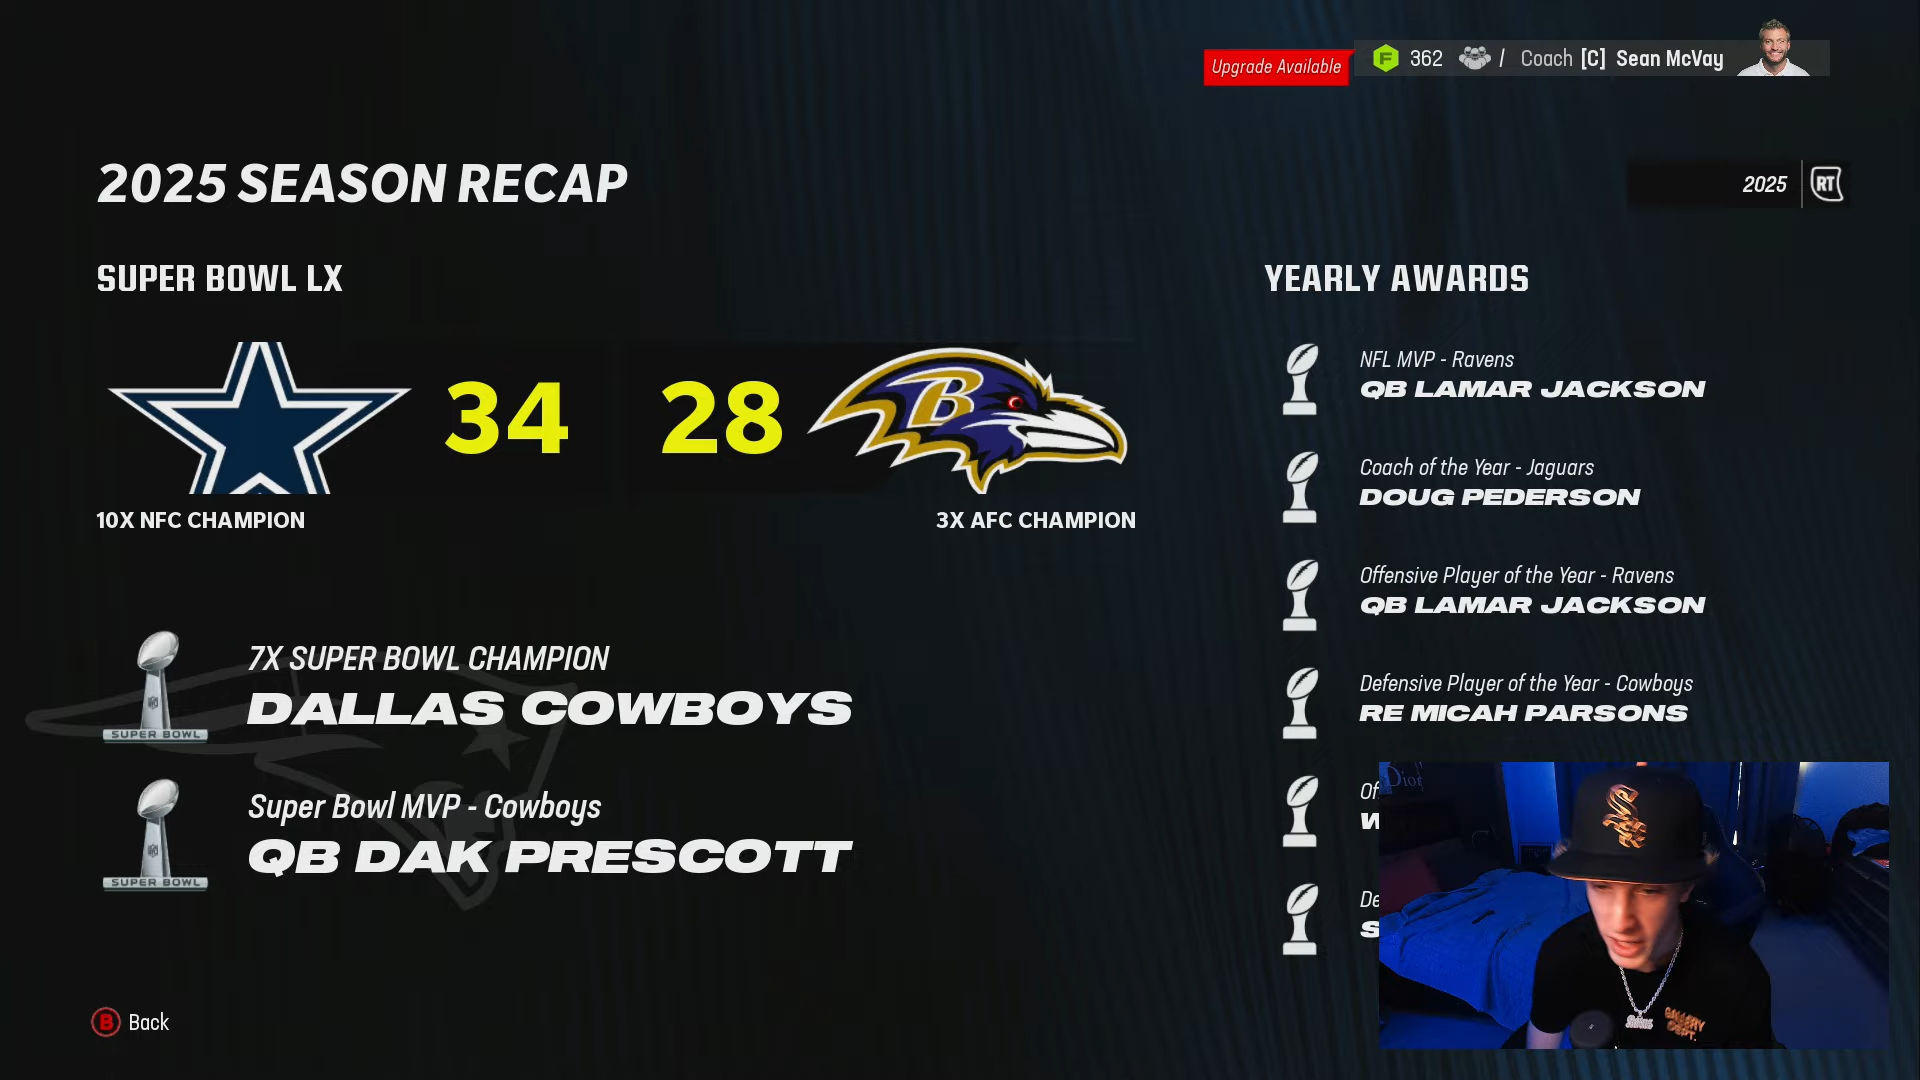 Upgrade Available
362 / Coach [C] Sean McVay
2025 SEASON RECAP
2025 RT
SUPER BOWL LX
34 28
10X NFC CHAMPION
3X AFC CHAMPION
7X SUPER BOWL CHAMPION
DALLAS COWBOYS
SUPER BOWL
Super Bowl MVP - Cowboys
QB DAK PRESCOTT
SUPER BOWL
YEARLY AWARDS
NFL MVP - Ravens
QB LAMAR JACKSON
Coach of the Year - Jaguars
DOUG PEDERSON
Offensive Player of the Year - Ravens
QB LAMAR JACKSON
Defensive Player of the Year - Cowboys
RE MICAH PARSONS
Dior
GALLERY
DEPT.
B Back